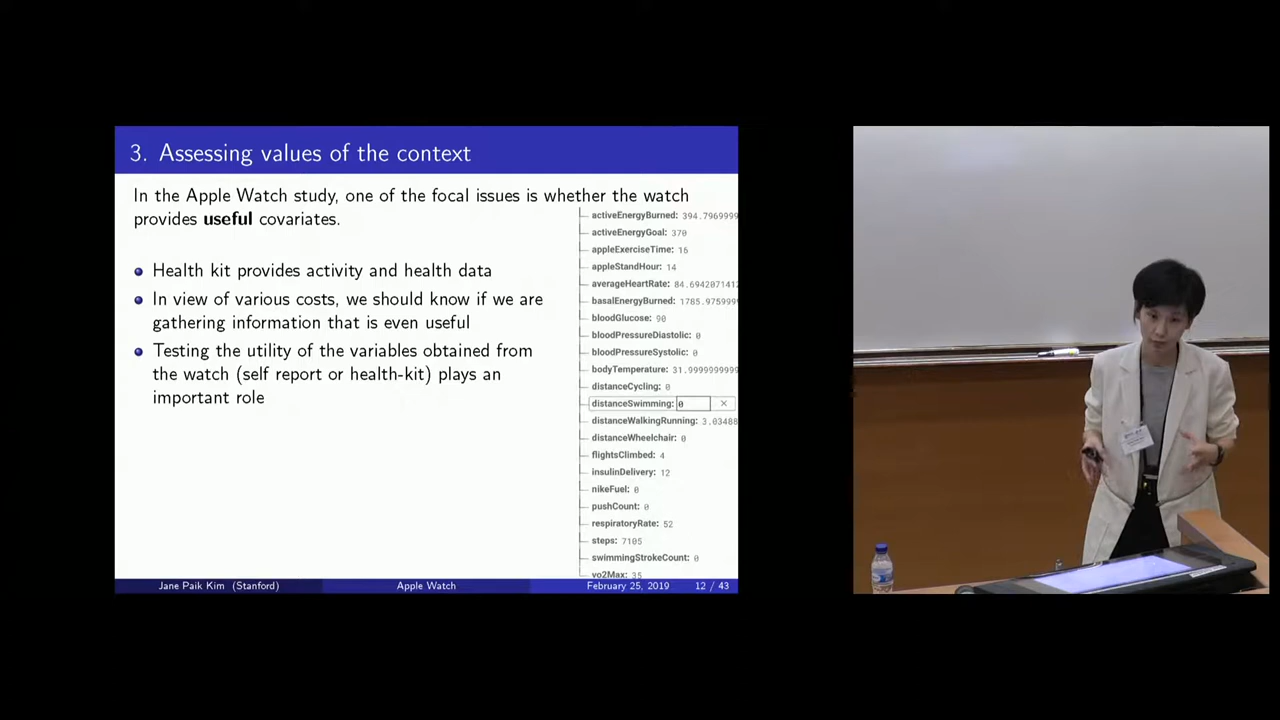 3. Assessing values of the context
In the Apple Watch study, one of the focal issues is whether the watch
provides useful covariates.
Health kit provides activity and health data
In view of various costs, we should know if we are
gathering information that is even useful
Testing the utility of the variables obtained from
the watch (self report or health-kit) plays an
important role
activeEnergyBurned: 394.7969999
activeEnergyGoal: 370
appleExerciseTime: 16
appleStandHour: 14
averageHeartRate: 84.6942071412
basalEnergyBurned: 1785.975999
bloodGlucose: 90
bloodPressureDiastolic: 0
bloodPressureSystolic: 0
bodyTemperature: 31.9999999999
distanceCycling: 0
distanceSwimming: 0 ×
distanceWalkingRunning: 3.03488
distanceWheelchair: 0
flightsClimbed: 4
insulinDelivery: 12
nikeFuel: 0
pushCount: 0
respiratoryRate: 52
steps: 7105
swimmingStrokeCount: 0
vo2Max: 35
Jane Paik Kim (Stanford) Apple Watch February 25, 2019 12 / 43